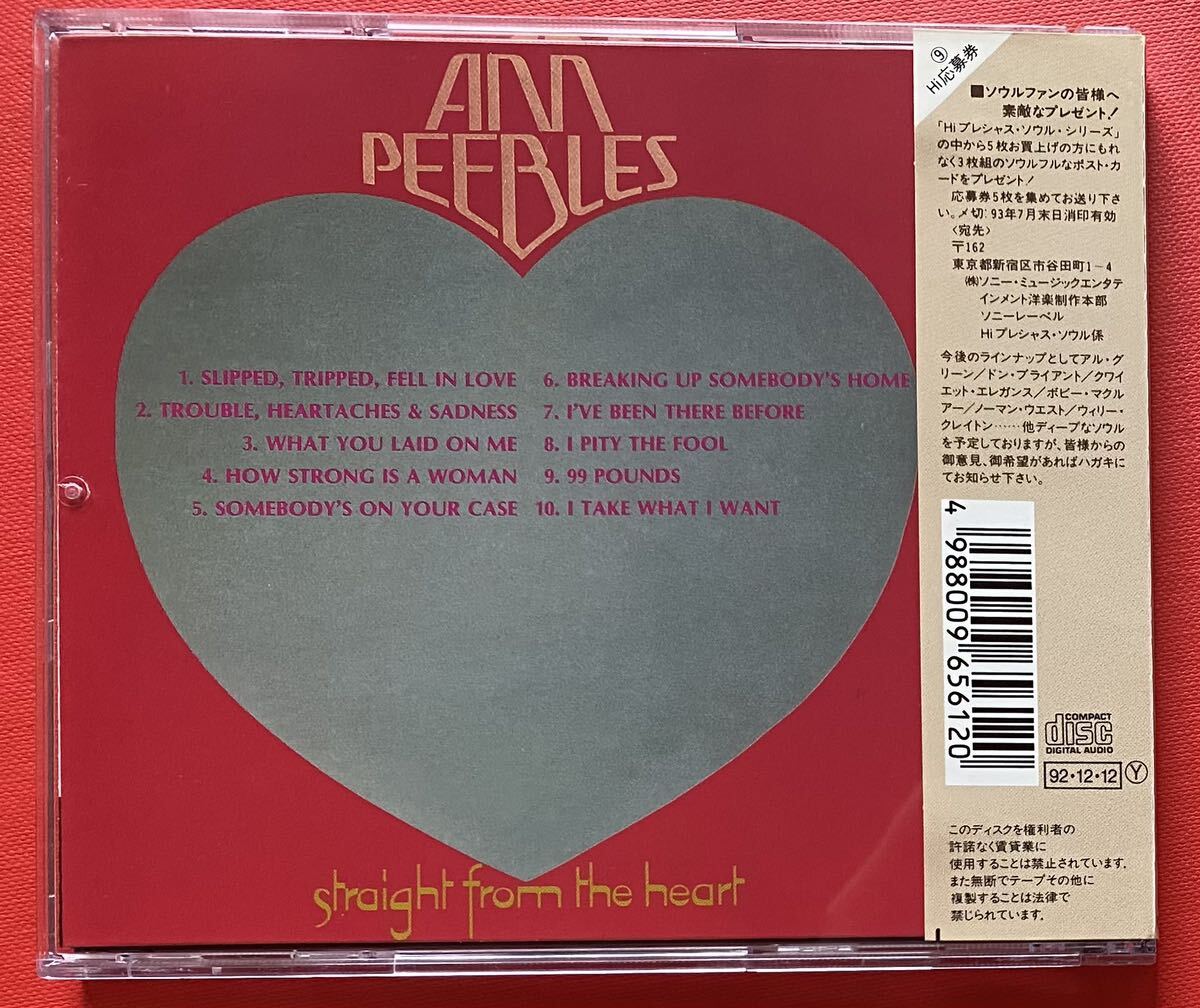 ANN
PEEBLES
1. SLIPPED, TRIPPED, FELL IN LOVE
2. TROUBLE, HEARTACHES & SADNESS
3. WHAT YOU LAID ON ME
4. HOW STRONG IS A WOMAN
5. SOMEBODY'S ON YOUR CASE
6. BREAKING UP SOMEBODY'S HOME
7. I'VE BEEN THERE BEFORE
8. I PITY THE FOOL
9. 99 POUNDS
10. I TAKE WHAT I WANT
straight from the heart
⑨
Hi応募券
■ソウルファンの皆様へ
素敵なプレゼント!
「Hiプレシャス・ソウル・シリーズ」
の中から5枚お買上げの方にもれ
なく3枚組のソウルフルなポスト・カ
ードをプレゼント!
応募券5枚を集めてお送り下さ
い。〆切:93年7月末日消印有効
〈宛先〉
〒162
東京都新宿区市谷田町1-4
㈱ソニー・ミュージックエンタテ
インメント洋楽制作本部
ソニーレーベル
Hiプレシャス・ソウル係
今後のラインナップとしてアル・グ
リーン/ドン・ブライアント/クワイ
エット・エレガンス/ボビー・マクル
アー/ノーマン・ウエスト/ウィリー・
クレイトン……他ディープなソウル
を予定しておりますが、皆様からの
御意見、御希望があればハガキに
てお知らせ下さい。
4 988009 656120
COMPACT
disc
DIGITAL AUDIO
92・12・12 Ⓨ
このディスクを権利者の
許諾なく賃貸業に
使用することは禁止されています。
また無断でテープその他に
複製することは法律で
禁じられています。